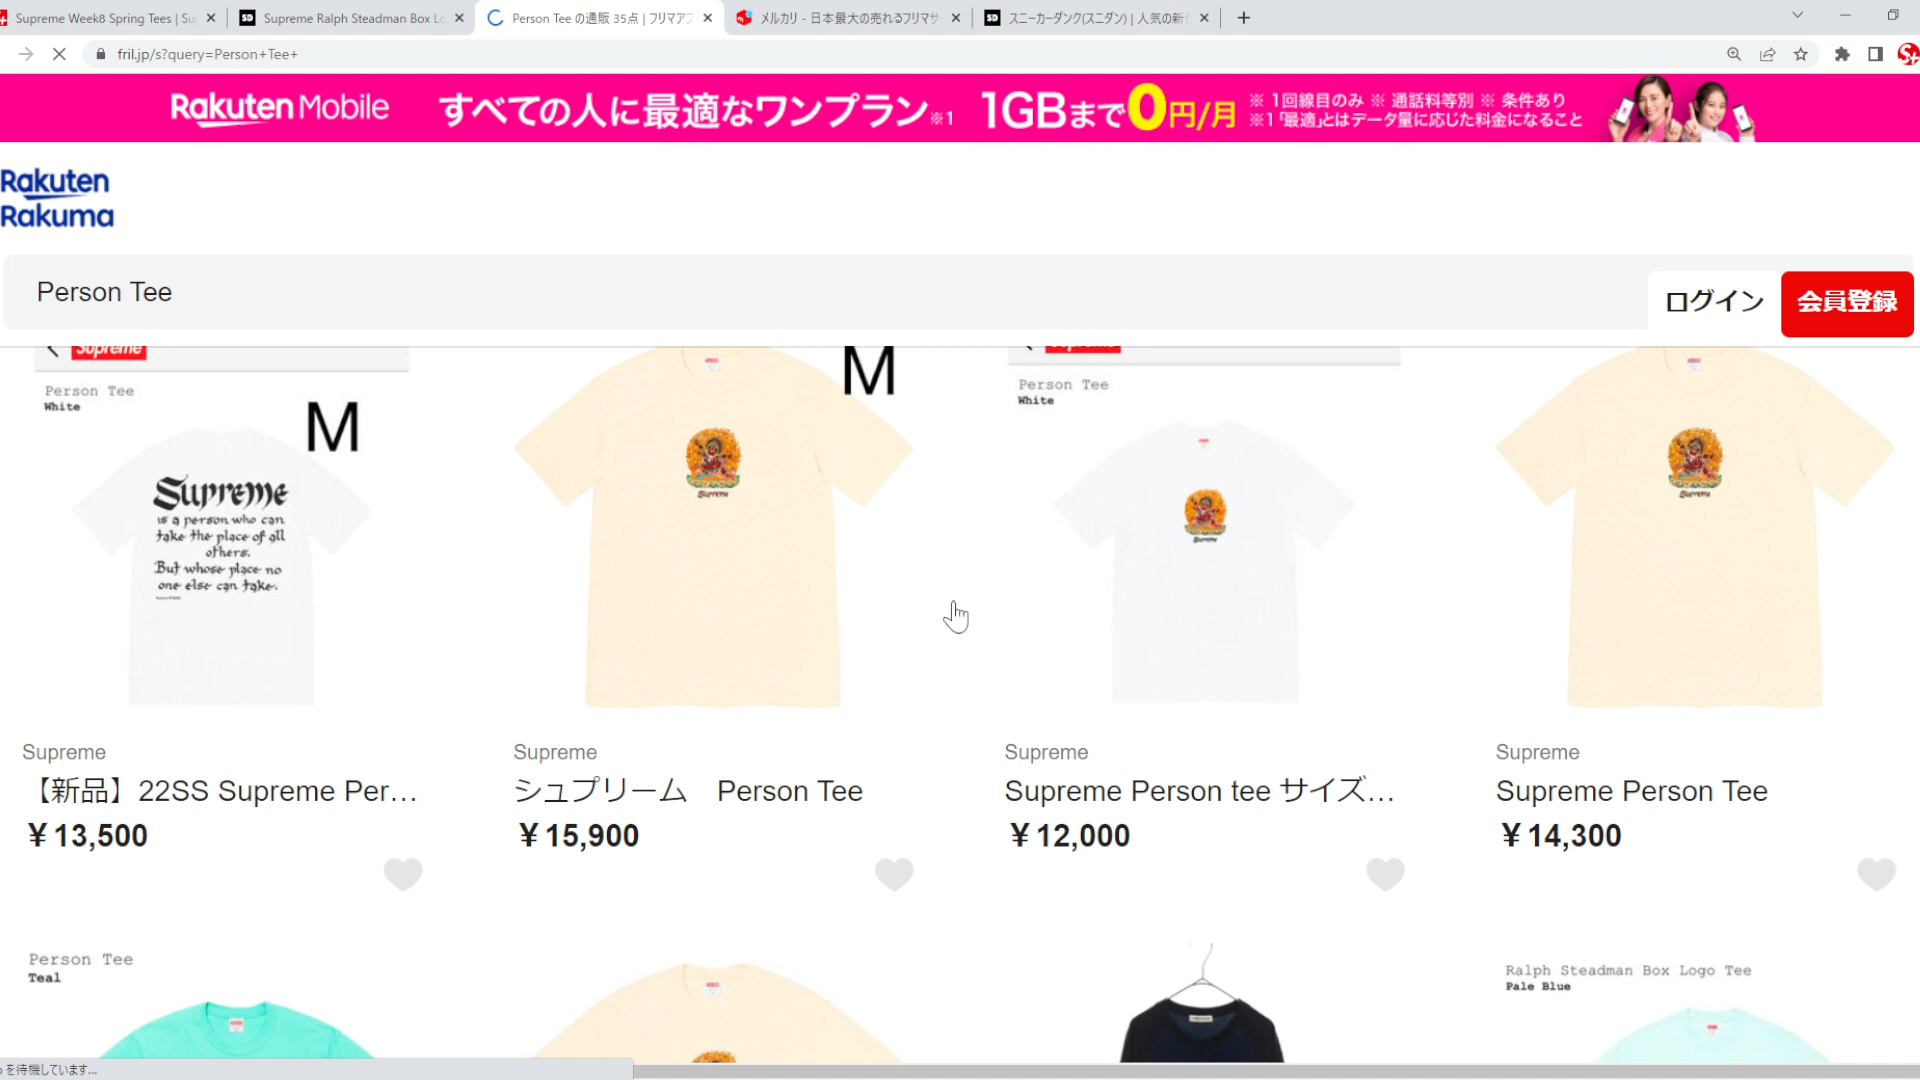 Supreme Week8 Spring Tees | Su
Supreme Ralph Steadman Box Lo
Person Tee の通販 35点 | フリマアプ
メルカリ - 日本最大の売れるフリマサ
スニーカーダンク(スニダン) | 人気の新作
fril.jp/s?query=Person+Tee+
Rakuten Mobile すべての人に最適なワンプラン※1 1GBまで0円/月
※ 1回線目のみ ※ 通話料等別 ※ 条件あり
※1「最適」とはデータ量に応じた料金になること
Rakuten
Rakuma
Person Tee
ログイン
会員登録
Supreme
Person Tee
White
M
Supreme
is a person who can
take the place of all
others.
But whose place no
one else can take.
M
Supreme
Supreme
Person Tee
White
Supreme
Supreme
Supreme
【新品】22SS Supreme Per...
¥13,500
Supreme
シュプリーム Person Tee
¥15,900
Supreme
Supreme Person tee サイズ...
¥12,000
Supreme
Supreme Person Tee
¥14,300
Person Tee
Teal
Ralph Steadman Box Logo Tee
Pale Blue
を待機しています...